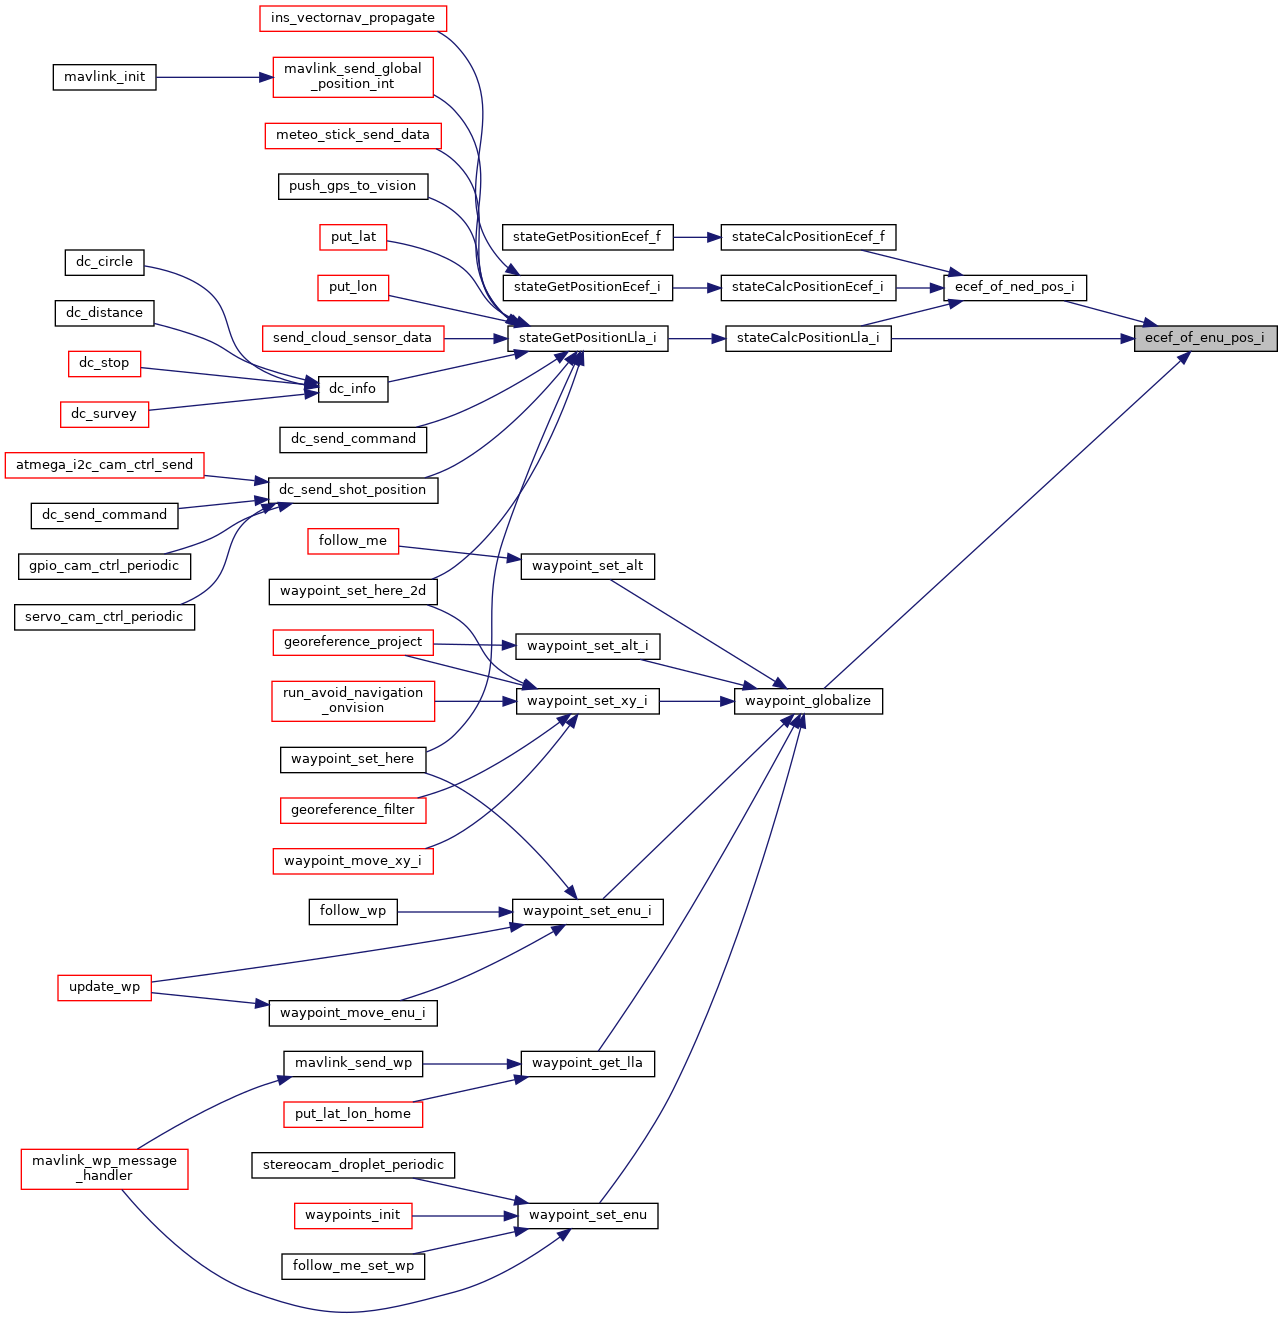 ins_vectornav_propagate
mavlink_init
mavlink_send_global
_position_int
meteo_stick_send_data
push_gps_to_vision
put_lat
stateGetPositionEcef_f
stateCalcPositionEcef_f
dc_circle
put_lon
stateGetPositionEcef_i
stateCalcPositionEcef_i
ecef_of_ned_pos_i
dc_distance
send_cloud_sensor_data
stateGetPositionLla_i
stateCalcPositionLla_i
ecef_of_enu_pos_i
dc_stop
dc_info
dc_survey
dc_send_command
atmega_i2c_cam_ctrl_send
dc_send_shot_position
dc_send_command
gpio_cam_ctrl_periodic
servo_cam_ctrl_periodic
follow_me
waypoint_set_alt
waypoint_set_here_2d
georeference_project
waypoint_set_alt_i
run_avoid_navigation
_onvision
waypoint_set_xy_i
waypoint_globalize
waypoint_set_here
georeference_filter
waypoint_move_xy_i
follow_wp
waypoint_set_enu_i
update_wp
waypoint_move_enu_i
mavlink_send_wp
waypoint_get_lla
put_lat_lon_home
mavlink_wp_message
_handler
stereocam_droplet_periodic
waypoints_init
waypoint_set_enu
follow_me_set_wp